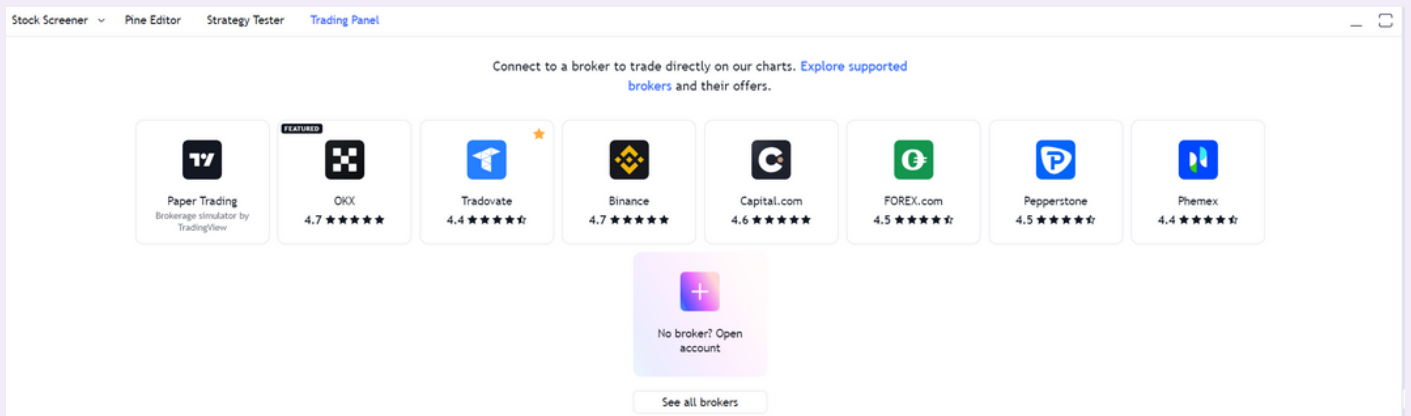 Stock Screener Pine Editor Strategy Tester Trading Panel
Connect to a broker to trade directly on our charts. Explore supported
brokers and their offers.
FEATURED
Paper Trading
Brokerage simulator by
TradingView
OKX
4.7 ★★★★★
Tradovate
4.4
Binance
4.7 ★★★★★
Capital.com
4.6 ★★★★★
FOREX.com
4.5
Pepperstone
4.5
Phemex
4.4
No broker? Open
account
See all brokers